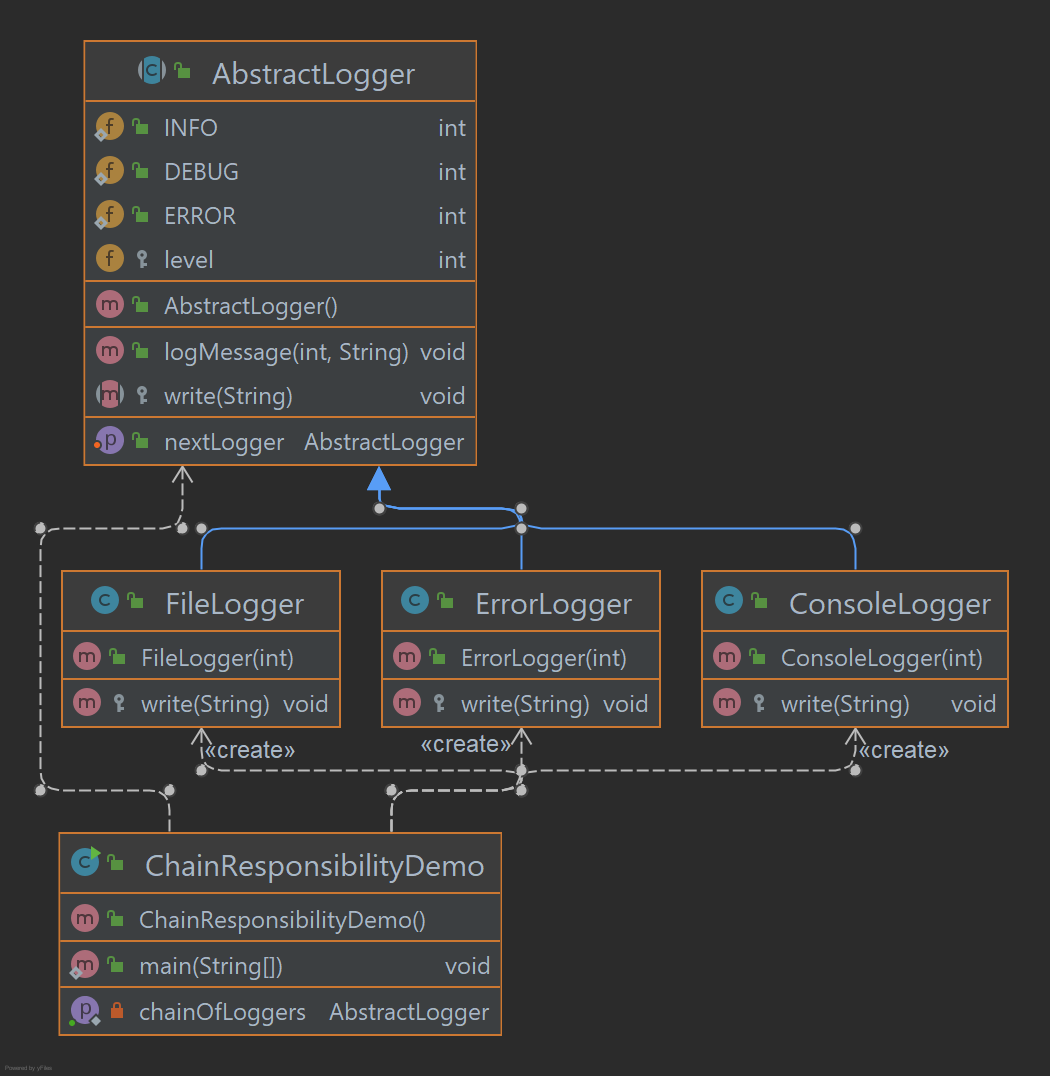 AbstractLogger
INFO int
DEBUG int
ERROR int
level int
AbstractLogger()
logMessage(int, String) void
write(String) void
nextLogger AbstractLogger
FileLogger
FileLogger(int)
write(String) void
ErrorLogger
ErrorLogger(int)
write(String) void
ConsoleLogger
ConsoleLogger(int)
write(String) void
«create»
«create»
«create»
ChainResponsibilityDemo
ChainResponsibilityDemo()
main(String[]) void
chainOfLoggers AbstractLogger
Powered by yFiles